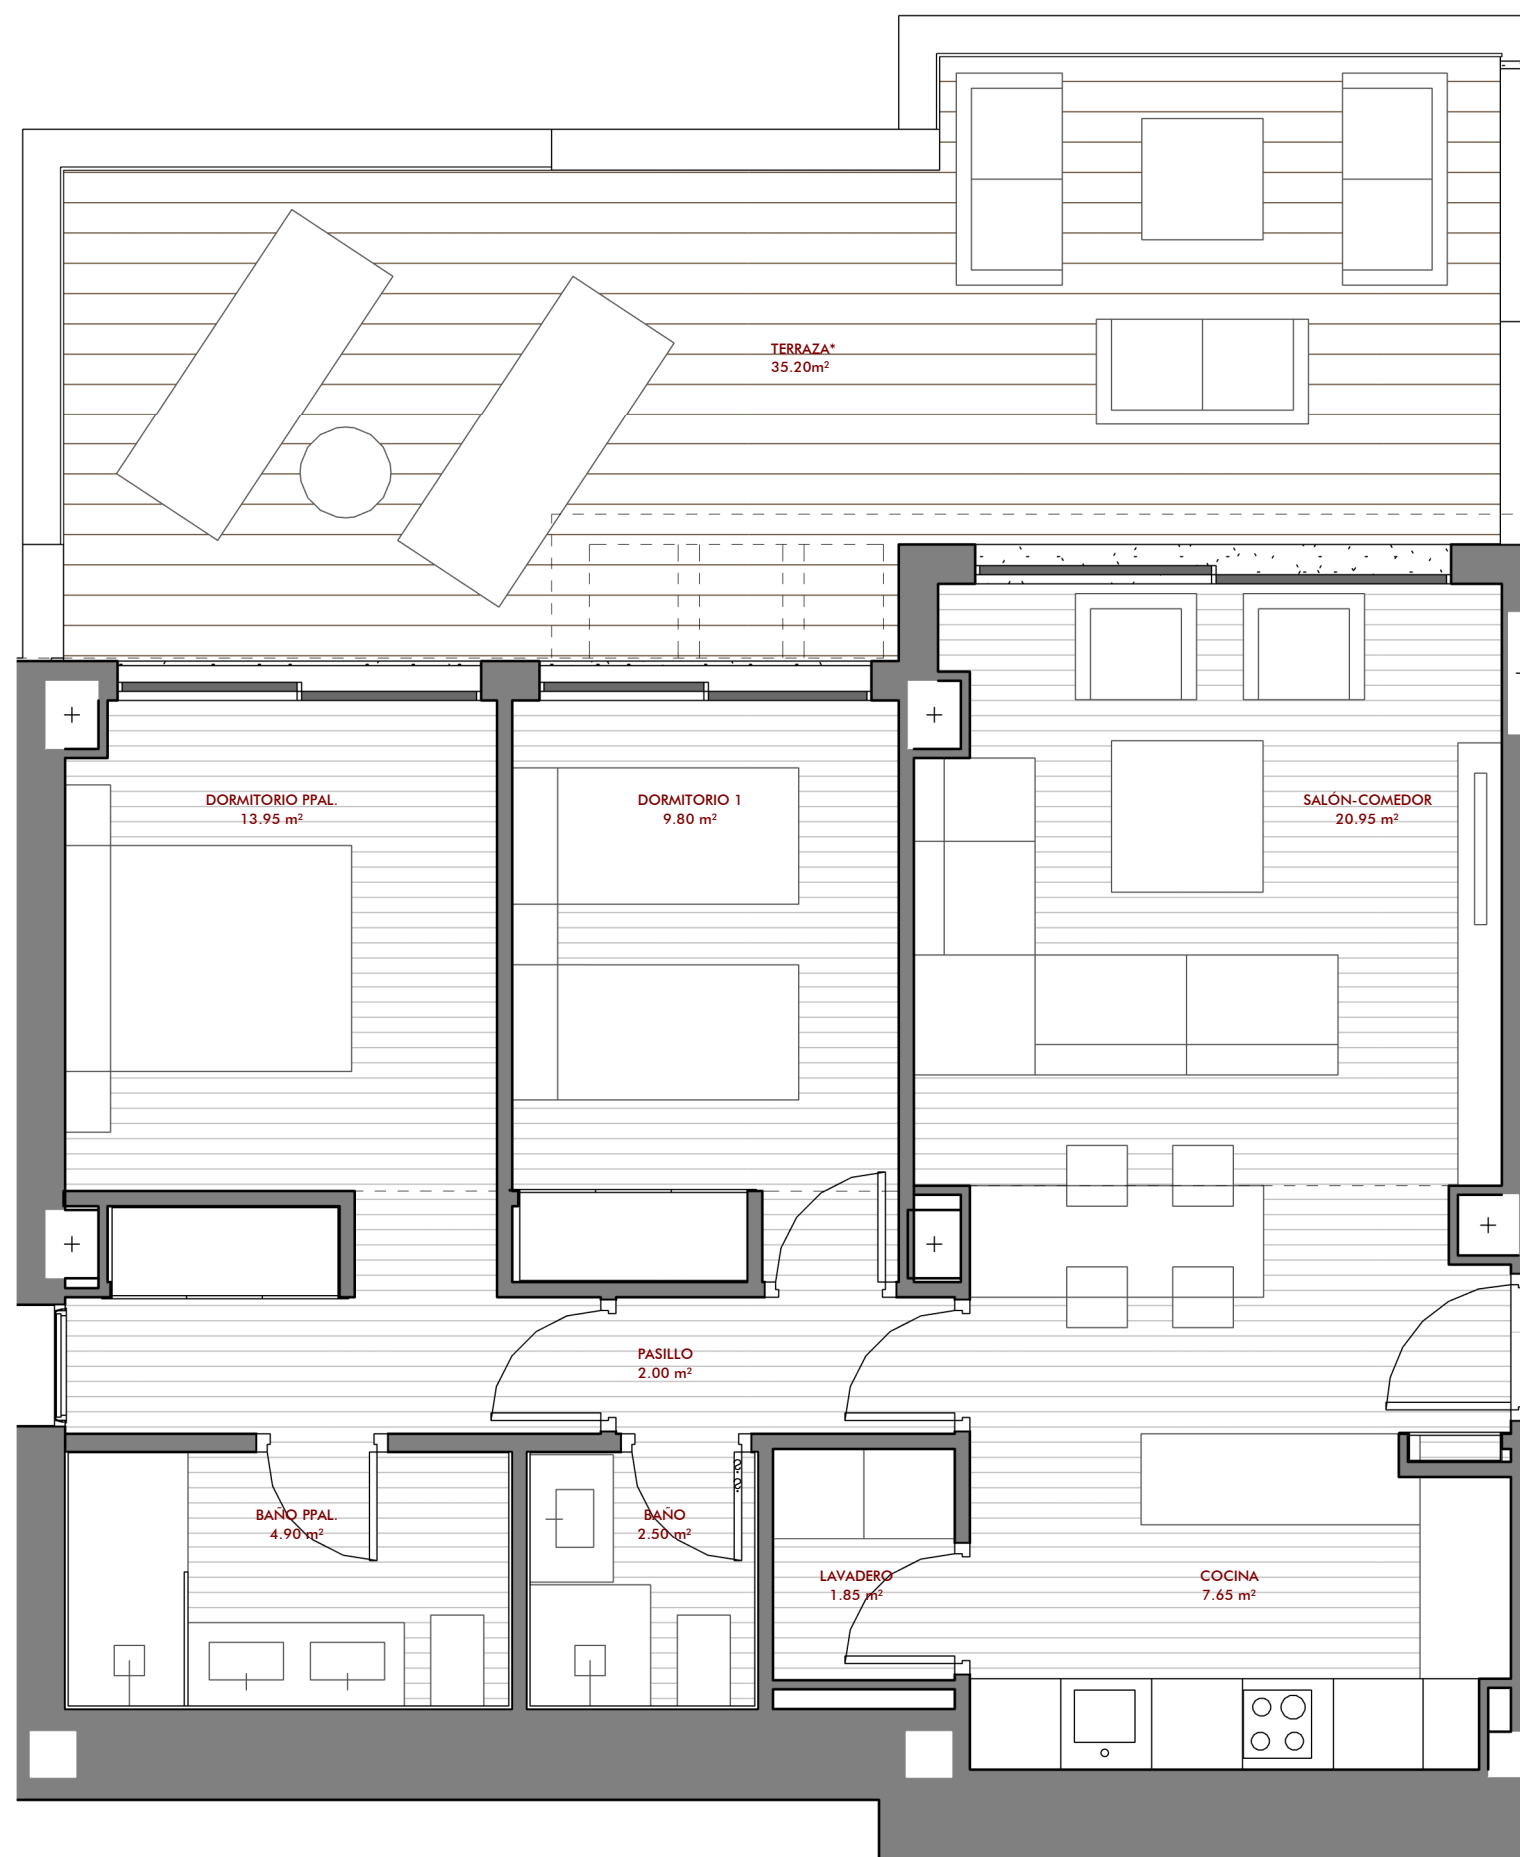 TERRAZA*
35.20m²
DORMITORIO PPAL.
13.95 m²
DORMITORIO 1
9.80 m²
SALÓN-COMEDOR
20.95 m²
PASILLO
2.00 m²
BAÑO PPAL.
4.90 m²
BAÑO
2.50 m²
LAVADERO
1.85 m²
COCINA
7.65 m²